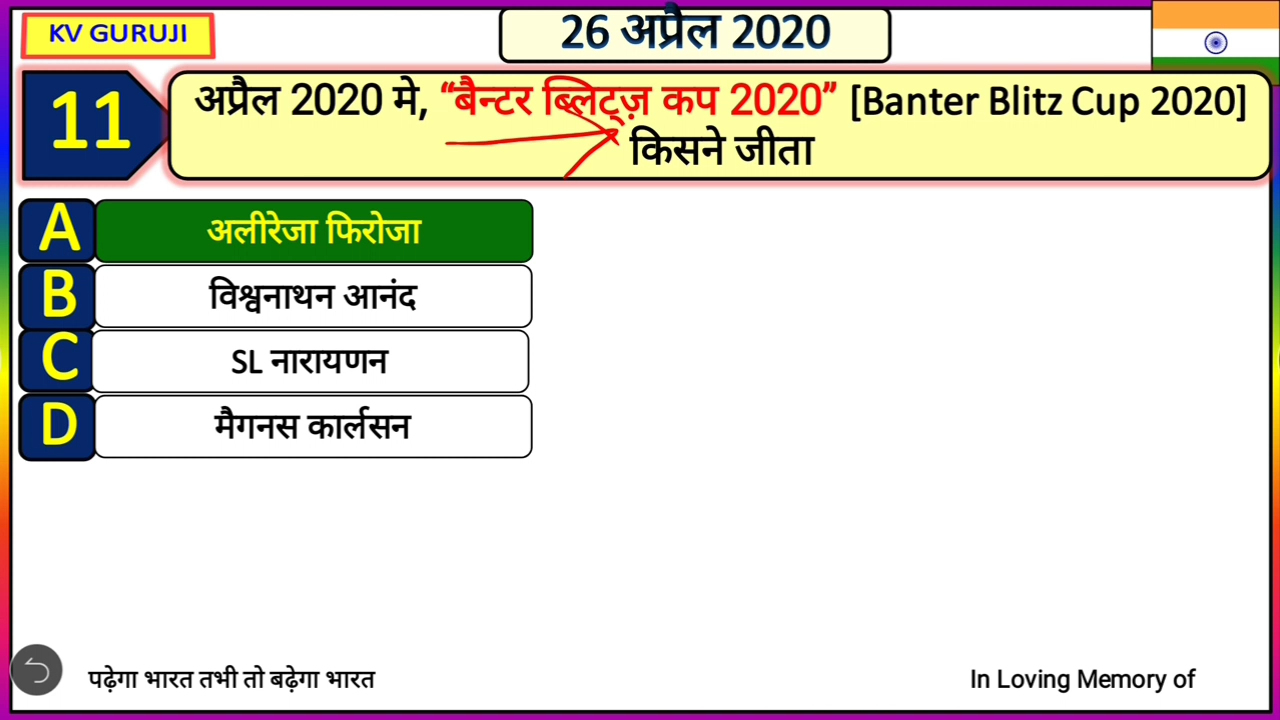 KV GURUJI
26 अप्रैल 2020
11
अप्रैल 2020 मे, “बैन्टर ब्लिट्ज़ कप 2020” [Banter Blitz Cup 2020]
किसने जीता
A अलीरेजा फिरोजा
B विश्वनाथन आनंद
C SL नारायणन
D मैगनस कार्लसन
पढ़ेगा भारत तभी तो बढ़ेगा भारत
In Loving Memory of